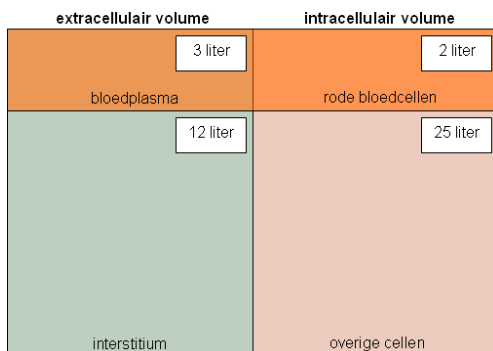 extracellulair volume intracellulair volume
3 liter 2 liter
bloedplasma rode bloedcellen
12 liter 25 liter
interstitium overige cellen